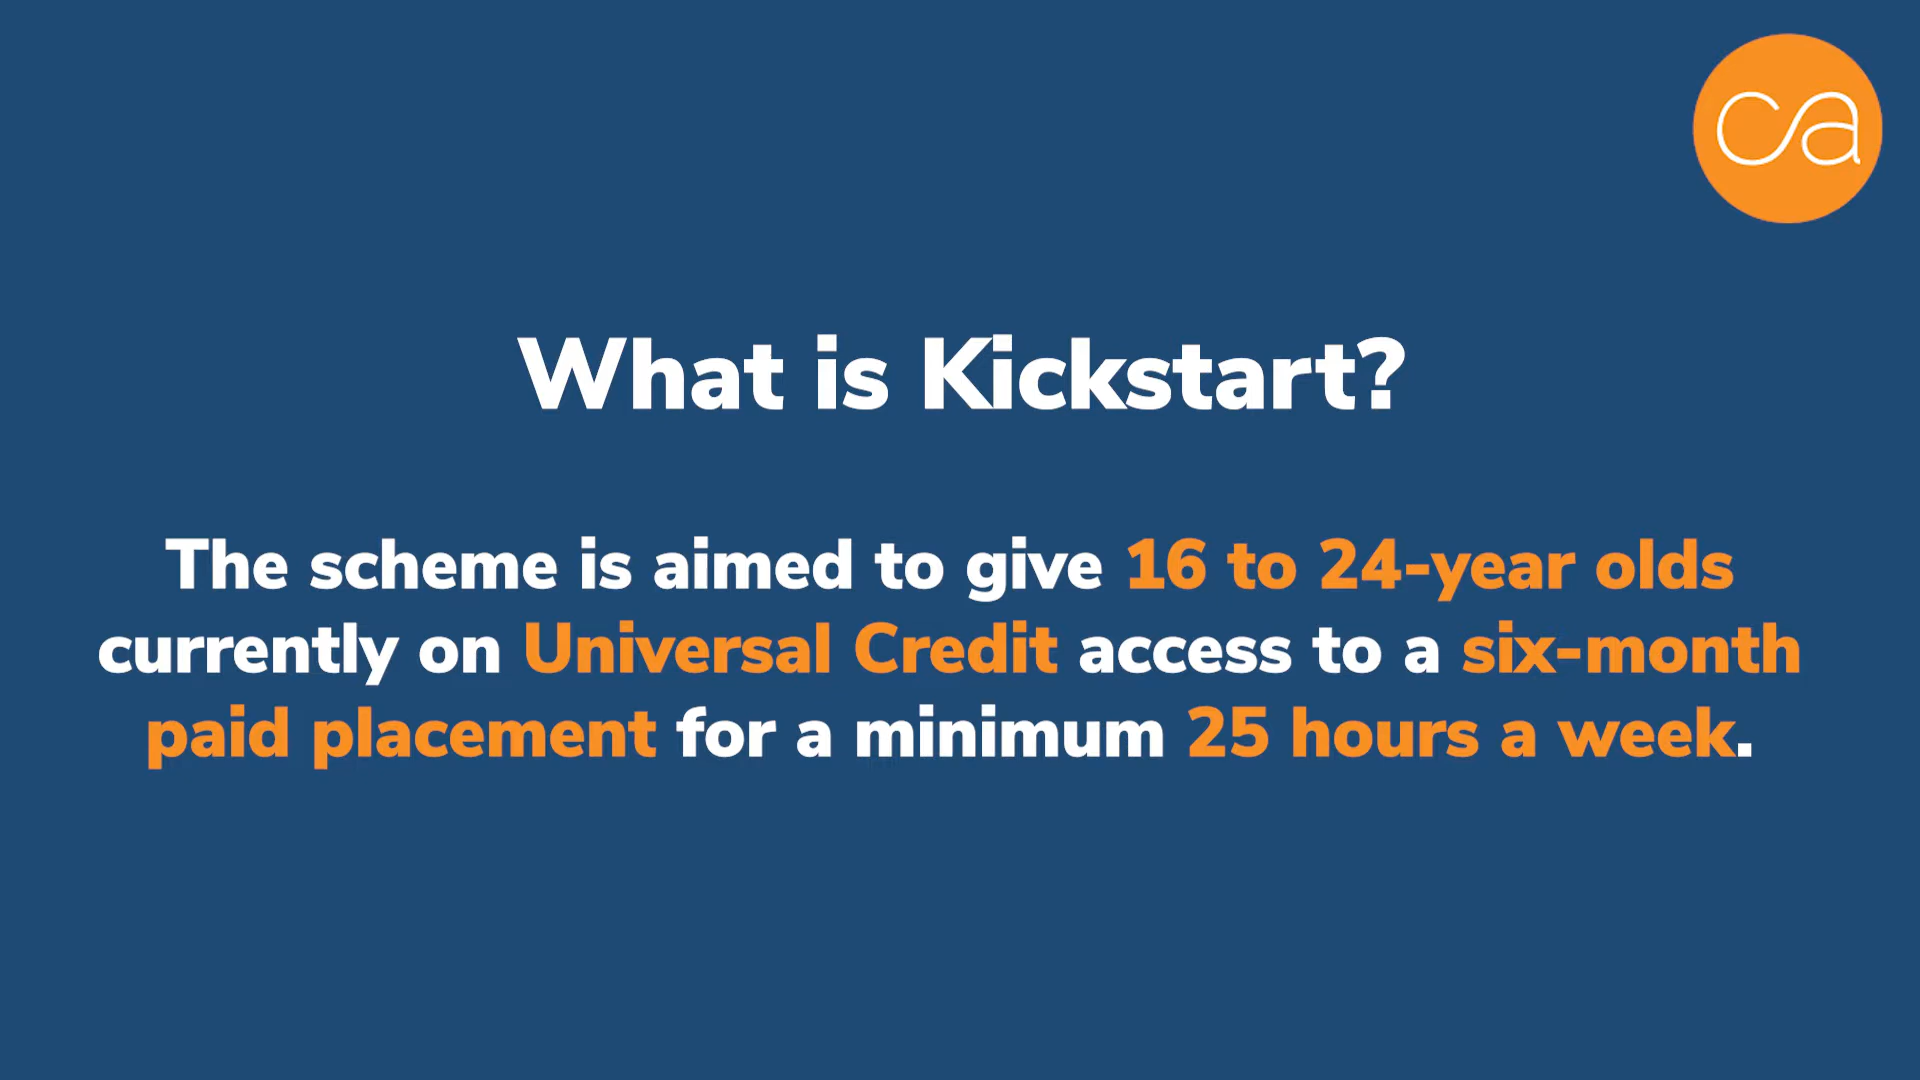 ca
What is Kickstart?
The scheme is aimed to give 16 to 24-year olds
currently on Universal Credit access to a six-month
paid placement for a minimum 25 hours a week.